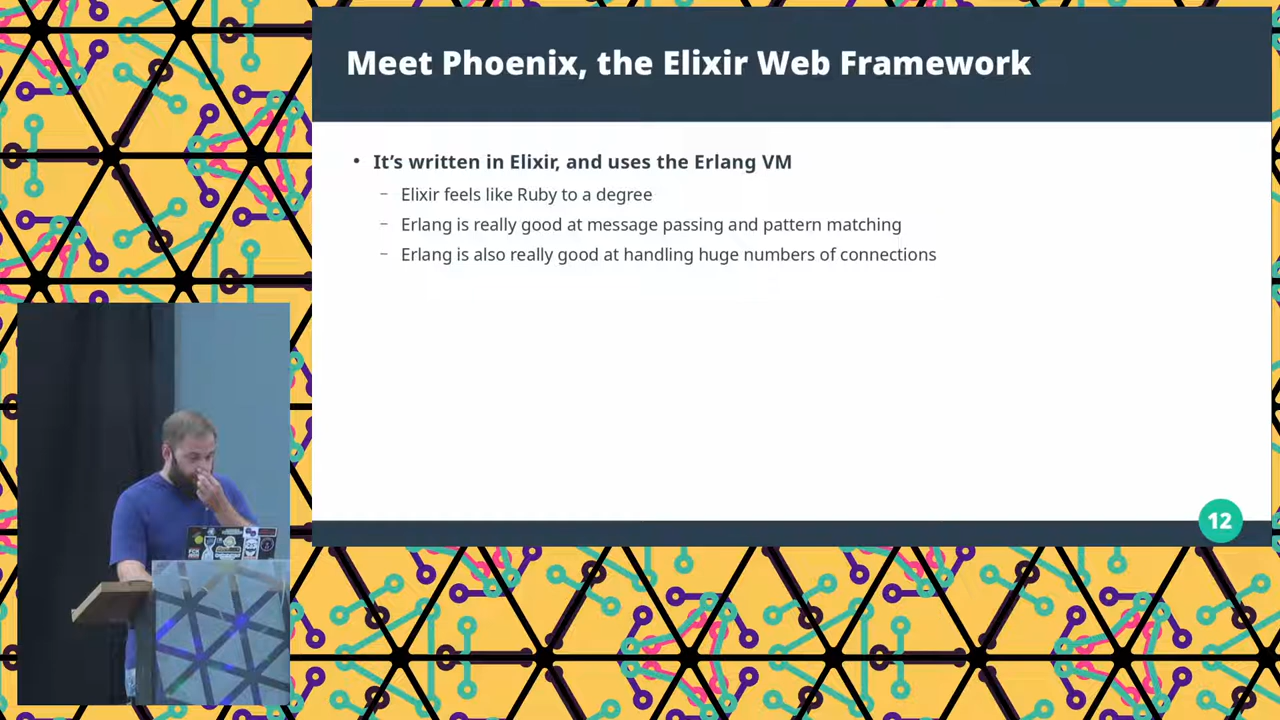 Meet Phoenix, the Elixir Web Framework
• It's written in Elixir, and uses the Erlang VM
– Elixir feels like Ruby to a degree
– Erlang is really good at message passing and pattern matching
– Erlang is also really good at handling huge numbers of connections
12